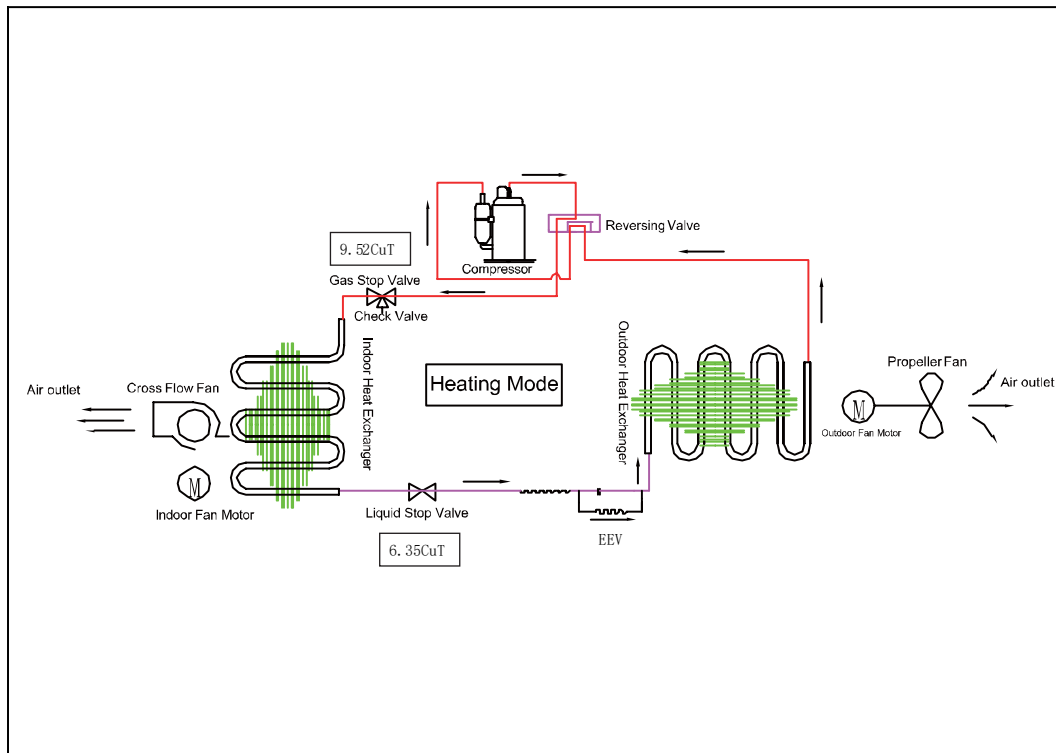 Reversing Valve
9.52CuT
Compressor
Gas Stop Valve
Check Valve
Indoor Heat Exchanger
Outdoor Heat Exchanger
Heating Mode
Air outlet
Cross Flow Fan
Propeller Fan
Air outlet
M
Outdoor Fan Motor
M
Indoor Fan Motor
Liquid Stop Valve
EEV
6.35CuT